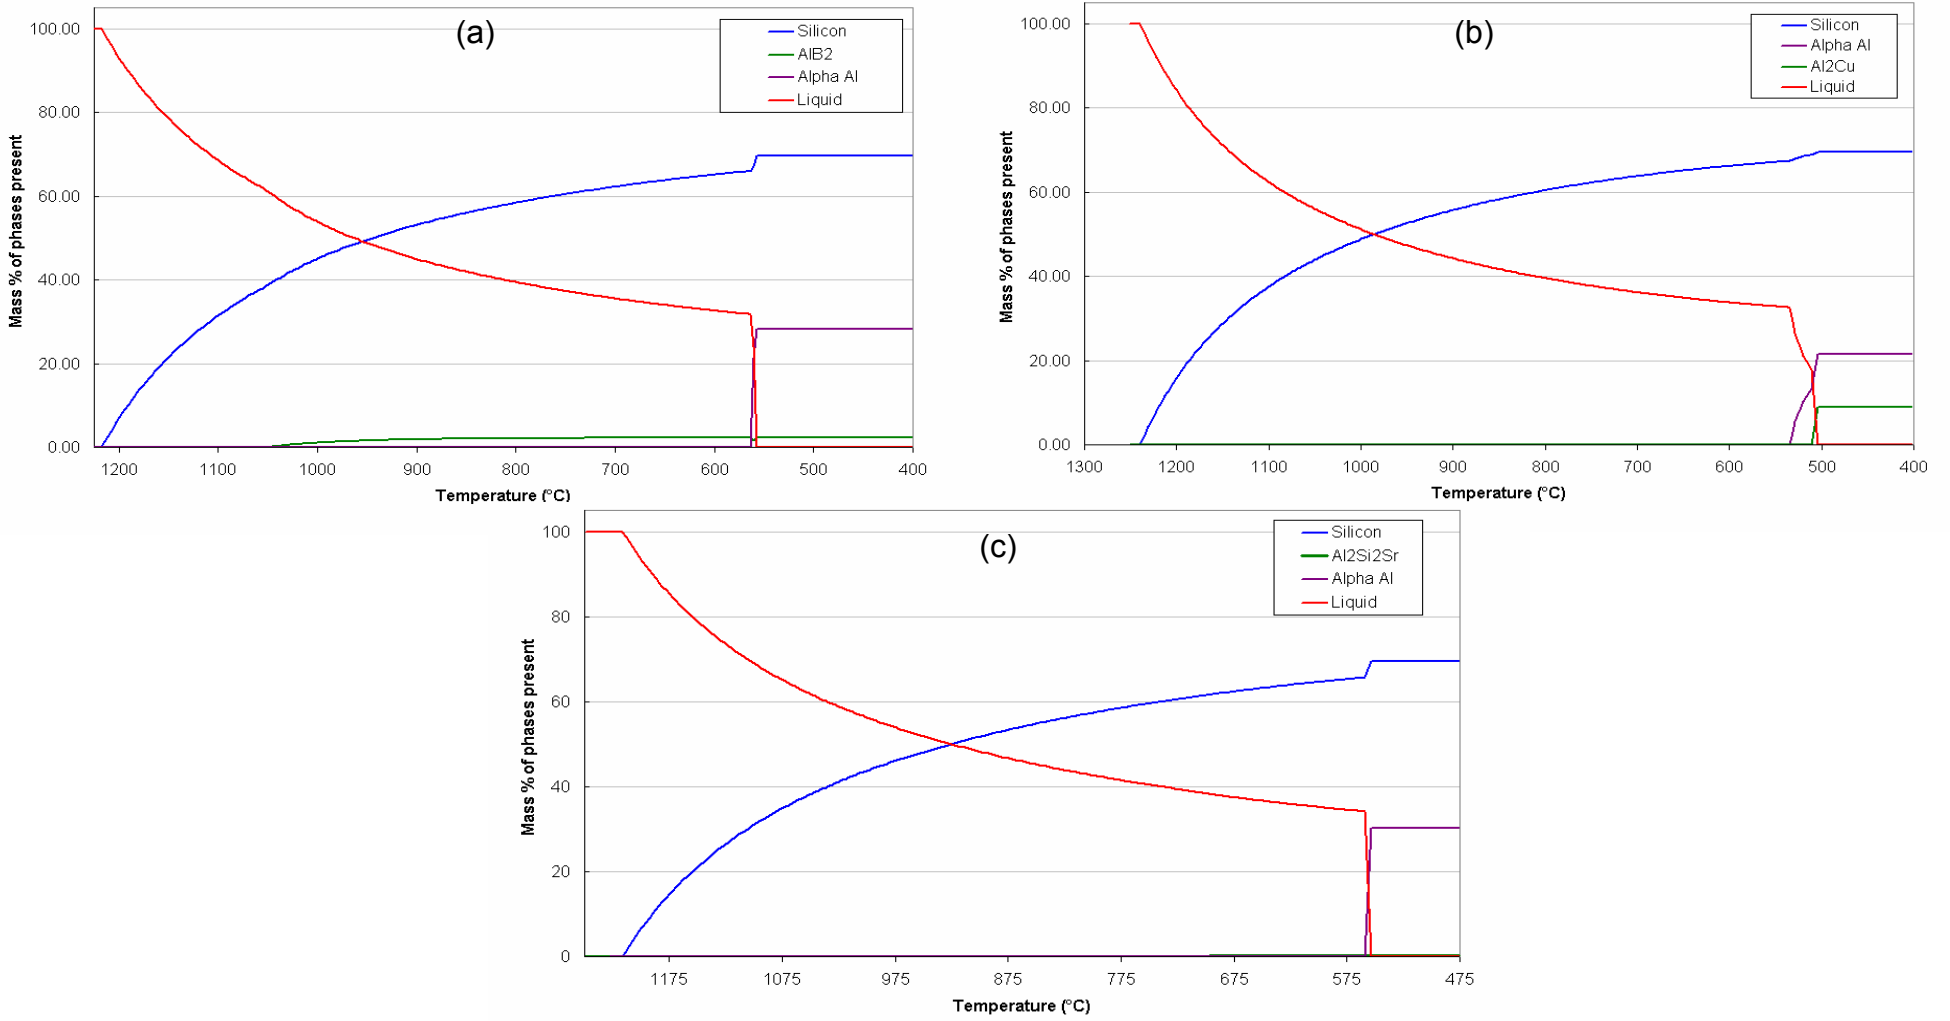 (a)
100.00
80.00
60.00
40.00
20.00
0.00
Mass % of phases present
Silicon
AlB2
Alpha Al
Liquid
1200 1100 1000 900 800 700 600 500 400
Temperature (°C)
(b)
100.00
80.00
60.00
40.00
20.00
0.00
Mass % of phases present
Silicon
Alpha Al
Al2Cu
Liquid
1300 1200 1100 1000 900 800 700 600 500 400
Temperature (°C)
(c)
100
80
60
40
20
0
Mass % of phases present
Silicon
Al2Si2Sr
Alpha Al
Liquid
1175 1075 975 875 775 675 575 475
Temperature (°C)